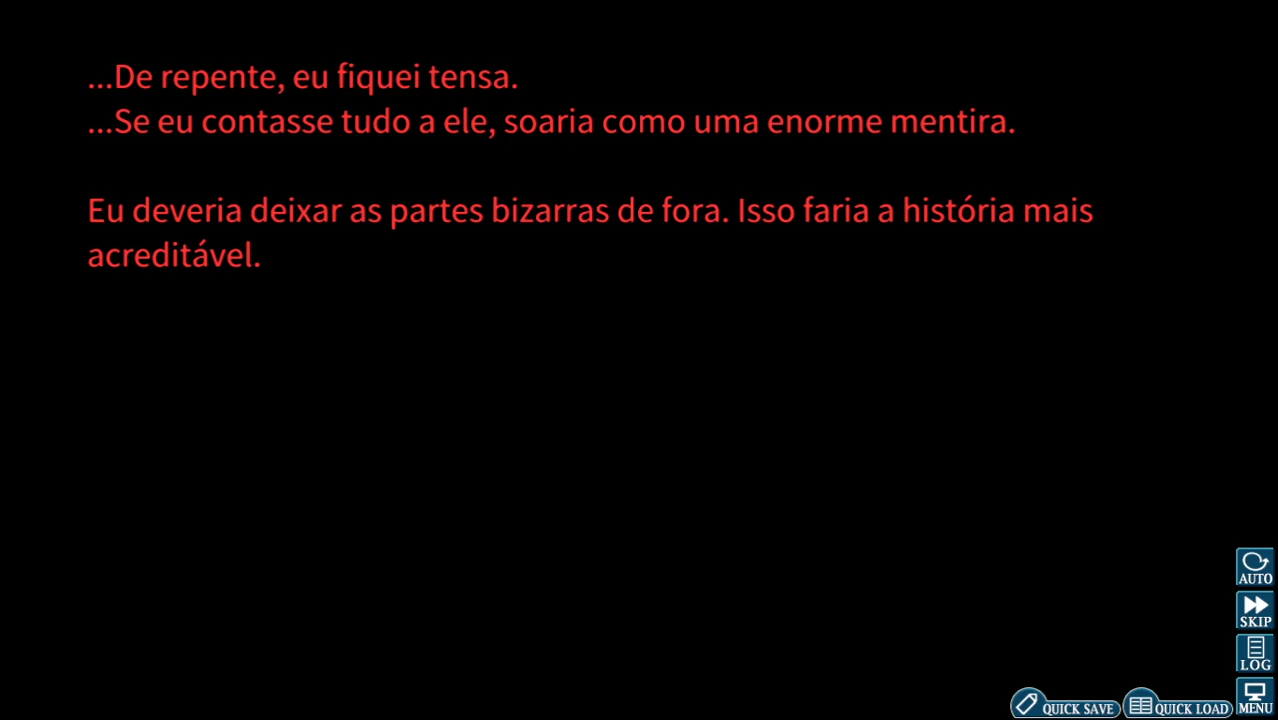 ...De repente, eu fiquei tensa.
...Se eu contasse tudo a ele, soaria como uma enorme mentira.
Eu deveria deixar as partes bizarras de fora. Isso faria a história mais
acreditável.
AUTO
SKIP
LOG
MENU
QUICK SAVE
QUICK LOAD